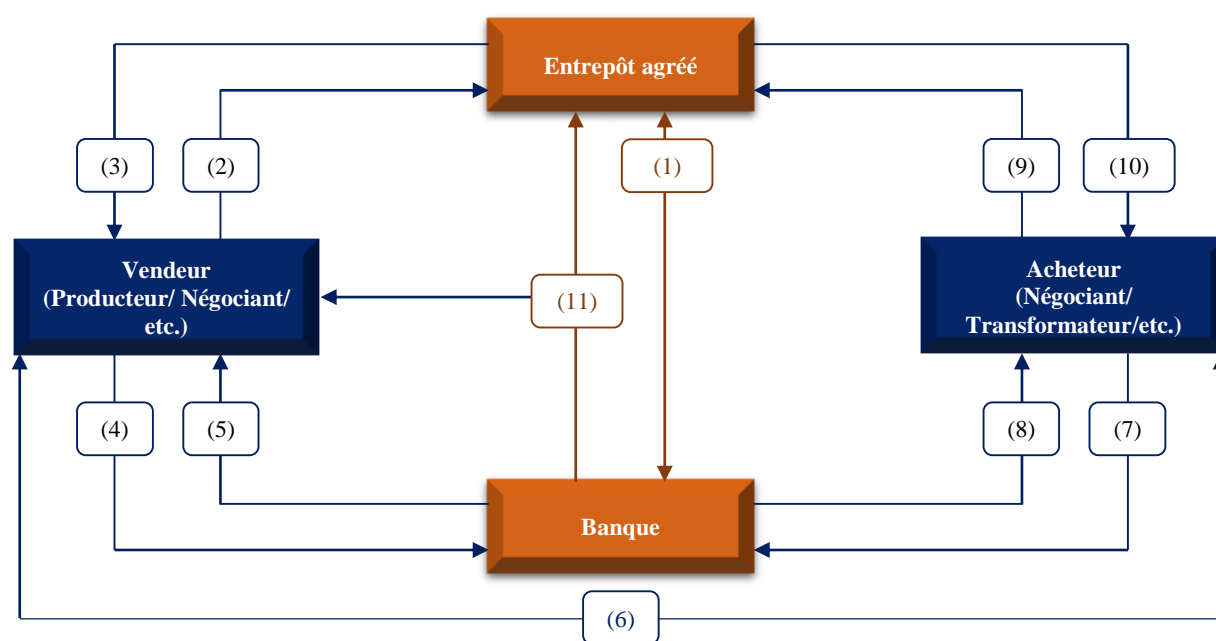 Entrepôt agréé
(3)
(2)
(1)
(9)
(10)
Vendeur
(Producteur/ Négociant/
etc.)
(11)
Acheteur
(Négociant/
Transformateur/etc.)
(4)
(5)
(8)
(7)
Banque
(6)